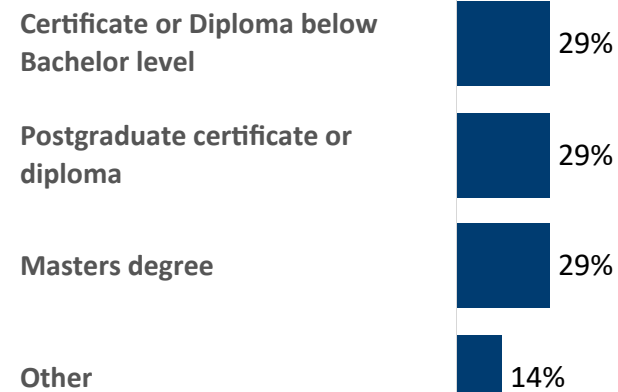 Certificate or Diploma below
Bachelor level
29%
Postgraduate certificate or
diploma
29%
Masters degree
29%
Other
14%